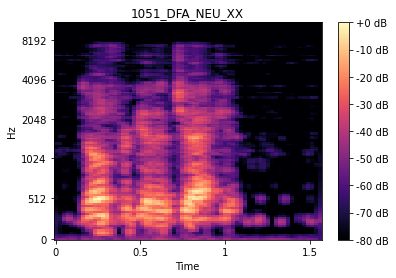 1051_DFA_NEU_XX
8192
4096
2048
1024
512
0
Hz
0
0.5
1
1.5
Time
+0 dB
-10 dB
-20 dB
-30 dB
-40 dB
-50 dB
-60 dB
-70 dB
-80 dB